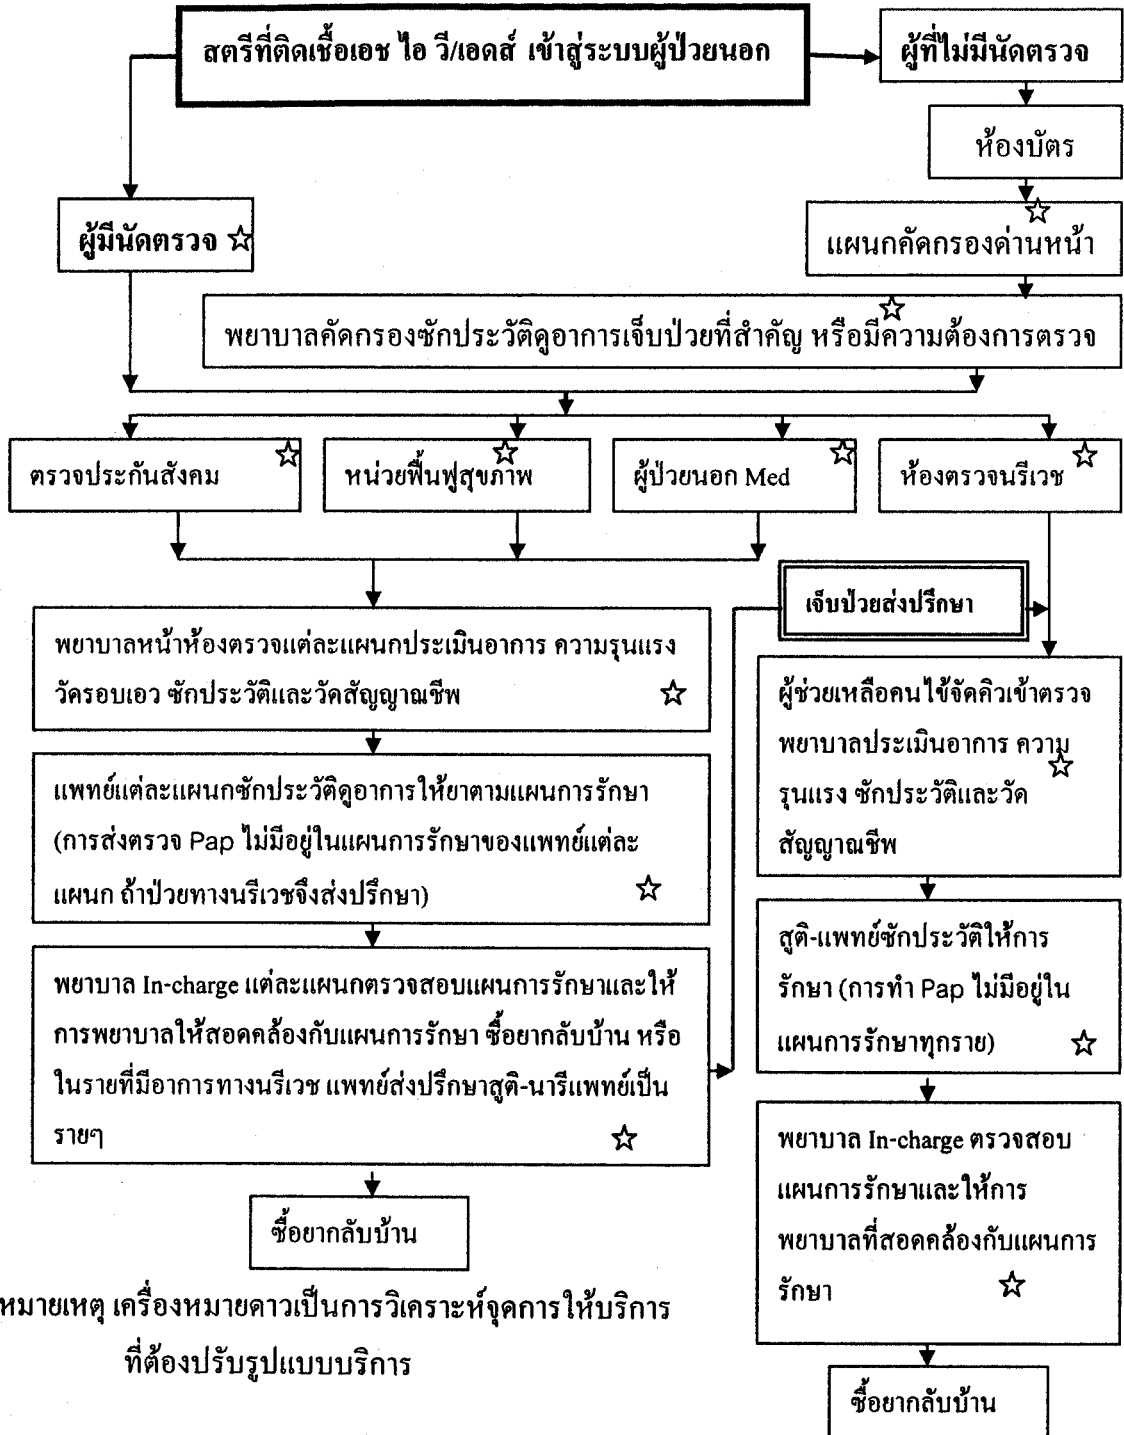 สตรีที่ติดเชื้อเอช ไอ วี/เอดส์ เข้าสู่ระบบผู้ป่วยนอก
ผู้ที่ไม่มีนัดตรวจ
ห้องบัตร
ผู้มีนัดตรวจ ☆
☆
แผนกคัดกรองด่านหน้า
☆
พยาบาลคัดกรองซักประวัติดูอาการเจ็บป่วยที่สำคัญ หรือมีความต้องการตรวจ
ตรวจประกันสังคม ☆
หน่วยฟื้นฟูสุขภาพ ☆
ผู้ป่วยนอก Med ☆
ห้องตรวจนรีเวช ☆
เจ็บป่วยส่งปรึกษา
พยาบาลหน้าห้องตรวจแต่ละแผนกประเมินอาการ ความรุนแรง
วัดรอบเอว ซักประวัติและวัดสัญญาณชีพ ☆
แพทย์แต่ละแผนกซักประวัติดูอาการให้ยาตามแผนการรักษา
(การส่งตรวจ Pap ไม่มีอยู่ในแผนการรักษาของแพทย์แต่ละ
แผนก ถ้าป่วยทางนรีเวชจึงส่งปรึกษา) ☆
พยาบาล In-charge แต่ละแผนกตรวจสอบแผนการรักษาและให้
การพยาบาลให้สอดคล้องกับแผนการรักษา ซื้อยากลับบ้าน หรือ
ในรายที่มีอาการทางนรีเวช แพทย์ส่งปรึกษาสูติ-นารีแพทย์เป็น
รายๆ ☆
ซื้อยากลับบ้าน
ผู้ช่วยเหลือคนไข้จัดคิวเข้าตรวจ
พยาบาลประเมินอาการ ความ
รุนแรง ซักประวัติและวัด ☆
สัญญาณชีพ
สูติ-แพทย์ซักประวัติให้การ
รักษา (การทำ Pap ไม่มีอยู่ใน
แผนการรักษาทุกราย) ☆
พยาบาล In-charge ตรวจสอบ
แผนการรักษาและให้การ
พยาบาลที่สอดคล้องกับแผนการ
รักษา ☆
ซื้อยากลับบ้าน
หมายเหตุ เครื่องหมายดาวเป็นการวิเคราะห์จุดการให้บริการ
ที่ต้องปรับรูปแบบบริการ